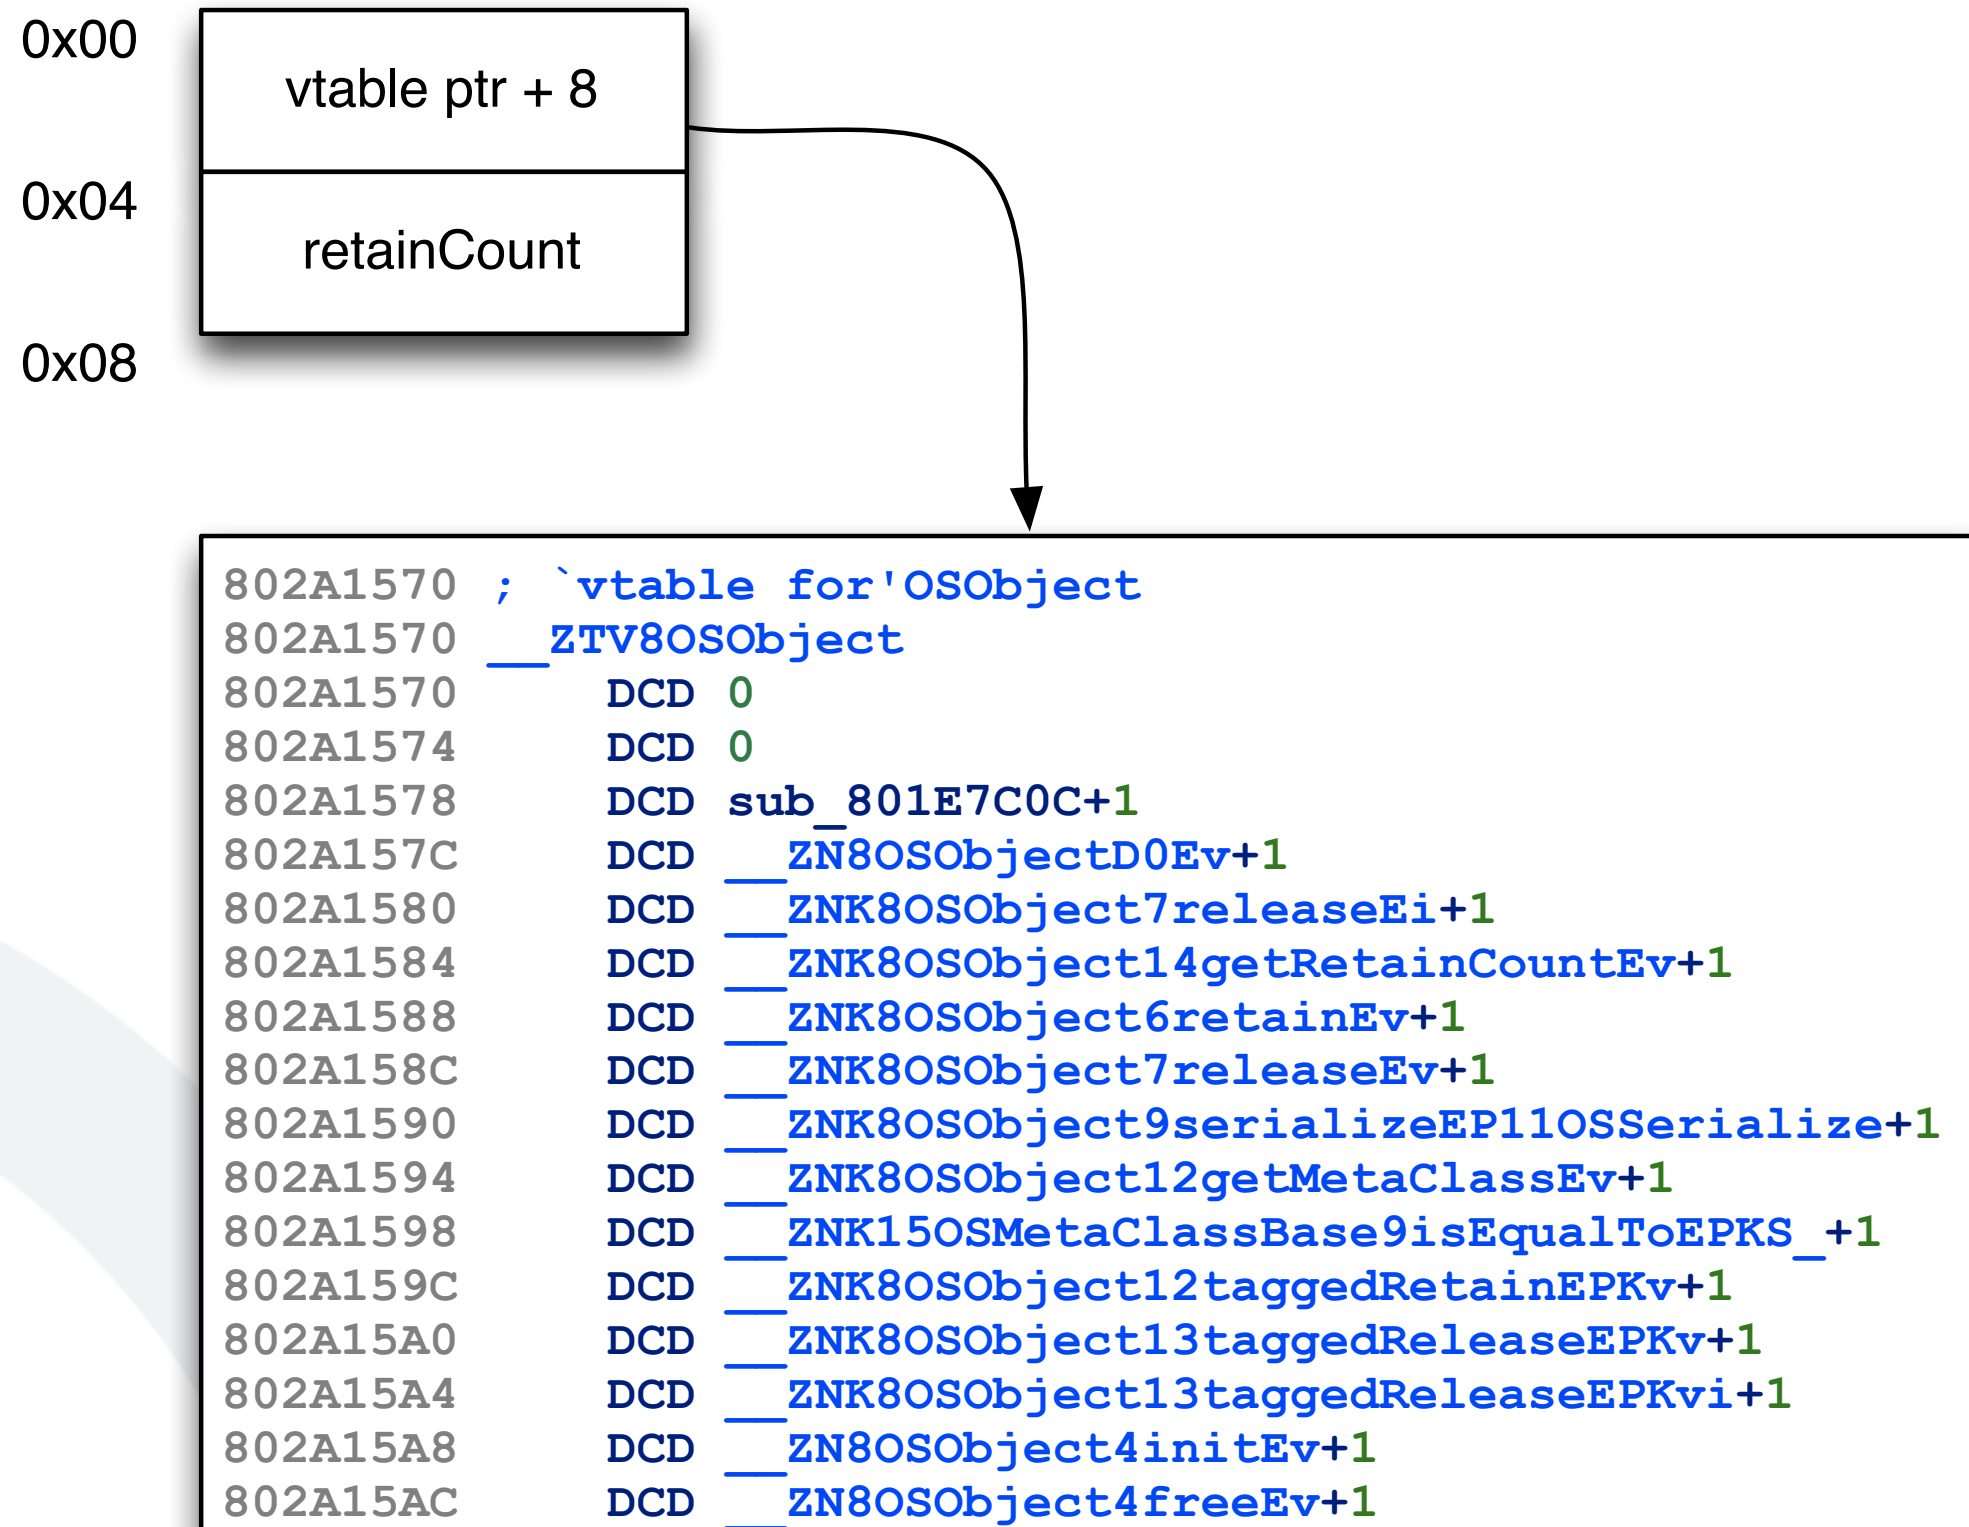 0x00
vtable ptr + 8
0x04
retainCount
0x08
802A1570 ; `vtable for'OSObject
802A1570 __ZTV8OSObject
802A1570 DCD 0
802A1574 DCD 0
802A1578 DCD sub_801E7C0C+1
802A157C DCD __ZN8OSObjectD0Ev+1
802A1580 DCD __ZNK8OSObject7releaseEi+1
802A1584 DCD __ZNK8OSObject14getRetainCountEv+1
802A1588 DCD __ZNK8OSObject6retainEv+1
802A158C DCD __ZNK8OSObject7releaseEv+1
802A1590 DCD __ZNK8OSObject9serializeEP11OSSerialize+1
802A1594 DCD __ZNK8OSObject12getMetaClassEv+1
802A1598 DCD __ZNK15OSMetaClassBase9isEqualToEPKS_+1
802A159C DCD __ZNK8OSObject12taggedRetainEPKv+1
802A15A0 DCD __ZNK8OSObject13taggedReleaseEPKv+1
802A15A4 DCD __ZNK8OSObject13taggedReleaseEPKvi+1
802A15A8 DCD __ZN8OSObject4initEv+1
802A15AC DCD __ZN8OSObject4freeEv+1